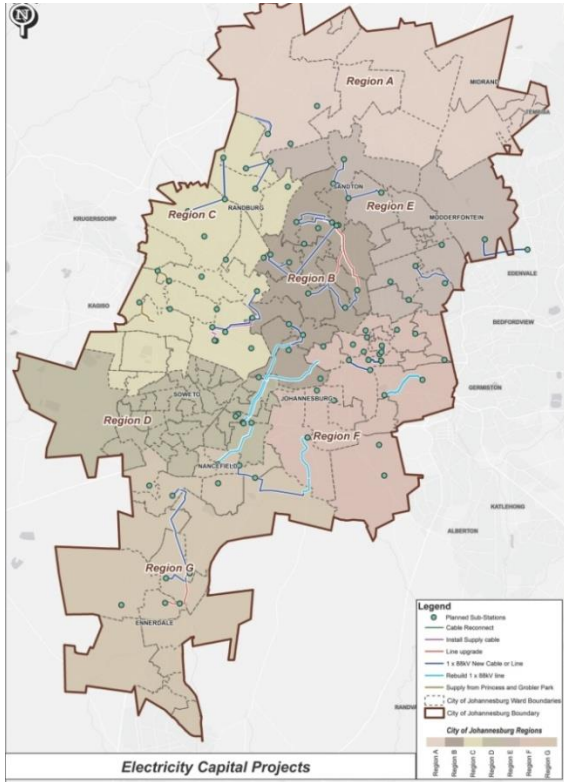 N
Region A
MIDRAND
TEMBISA
SANDTON
Region E
RANDBURG
Region C
MODDERFONTEIN
KRUGERSDORP
Region B
EDENVALE
KAGISO
BEDFORDVIEW
SOWETO
JOHANNESBURG
GERMISTON
Region D
Region F
NANCEFIELD
KATLEHONG
ALBERTON
Region G
ENNERDALE
Legend
Planned Sub-Stations
Cable Reconnect
Install Supply cable
Line upgrade
1 x 88kV New Cable or Line
Rebuild 1 x 88kV line
Supply from Princess and Grobler Park
City of Johannesburg Ward Boundaries
City of Johannesburg Boundary
RANDVA
City of Johannesburg Regions
Region A
Region B
Region C
Region D
Region E
Region F
Region G
Electricity Capital Projects